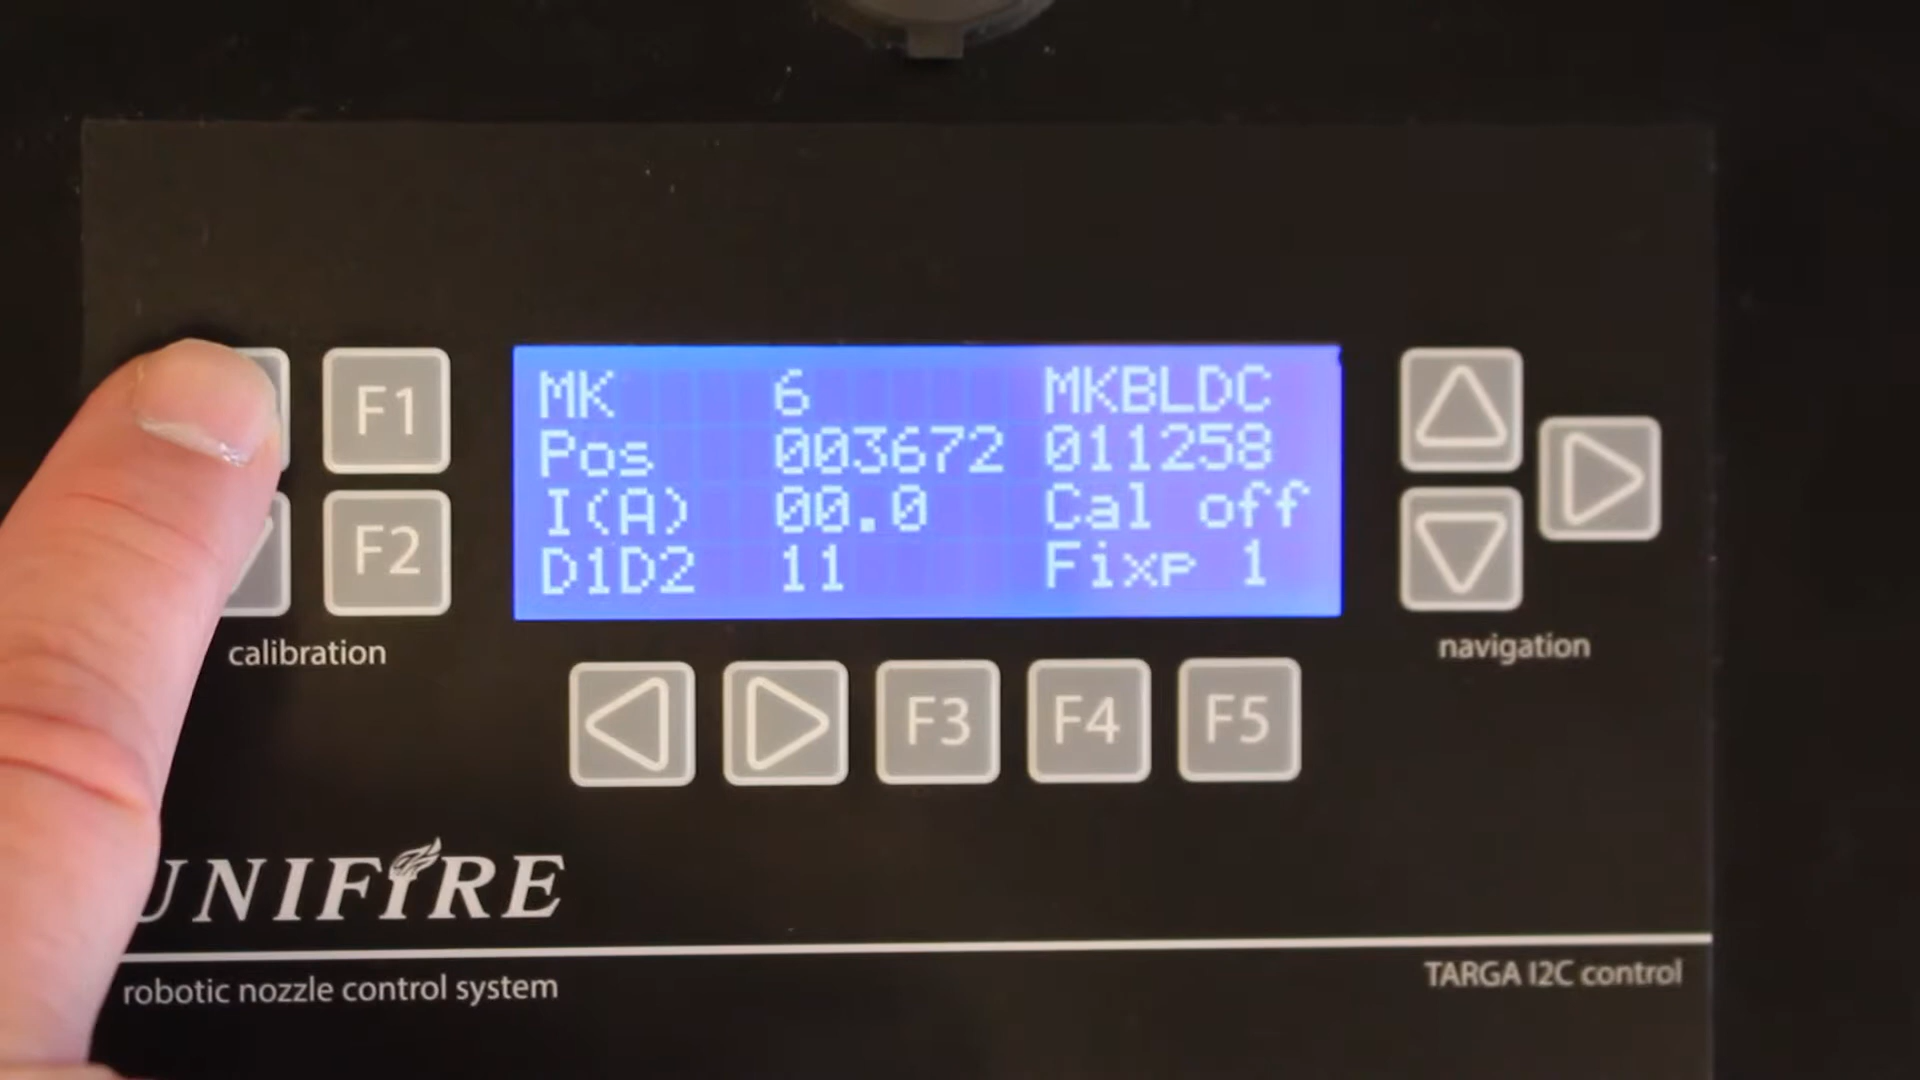 MK 6 MKBLDC
Pos 003672 011258
I(A) 00.0 Cal off
D1D2 11 Fixp 1
F1
F2
calibration
navigation
F3 F4 F5
UNIFIRE
robotic nozzle control system
TARGA I2C control